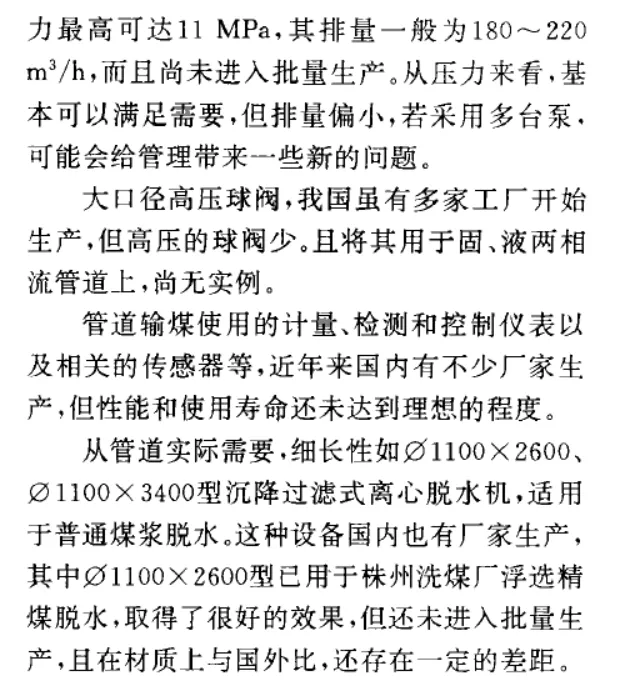 力最高可达11 MPa,其排量一般为180～220
m³/h,而且尚未进入批量生产。从压力来看,基
本可以满足需要,但排量偏小,若采用多台泵,
可能会给管理带来一些新的问题。
大口径高压球阀,我国虽有多家工厂开始
生产,但高压的球阀少。且将其用于固、液两相
流管道上,尚无实例。
管道输煤使用的计量、检测和控制仪表以
及相关的传感器等,近年来国内有不少厂家生
产,但性能和使用寿命还未达到理想的程度。
从管道实际需要,细长性如∅1100×2600、
∅1100×3400型沉降过滤式离心脱水机,适用
于普通煤浆脱水。这种设备国内也有厂家生产,
其中∅1100×2600型已用于株州洗煤厂浮选精
煤脱水,取得了很好的效果,但还未进入批量生
产,且在材质上与国外比,还存在一定的差距。